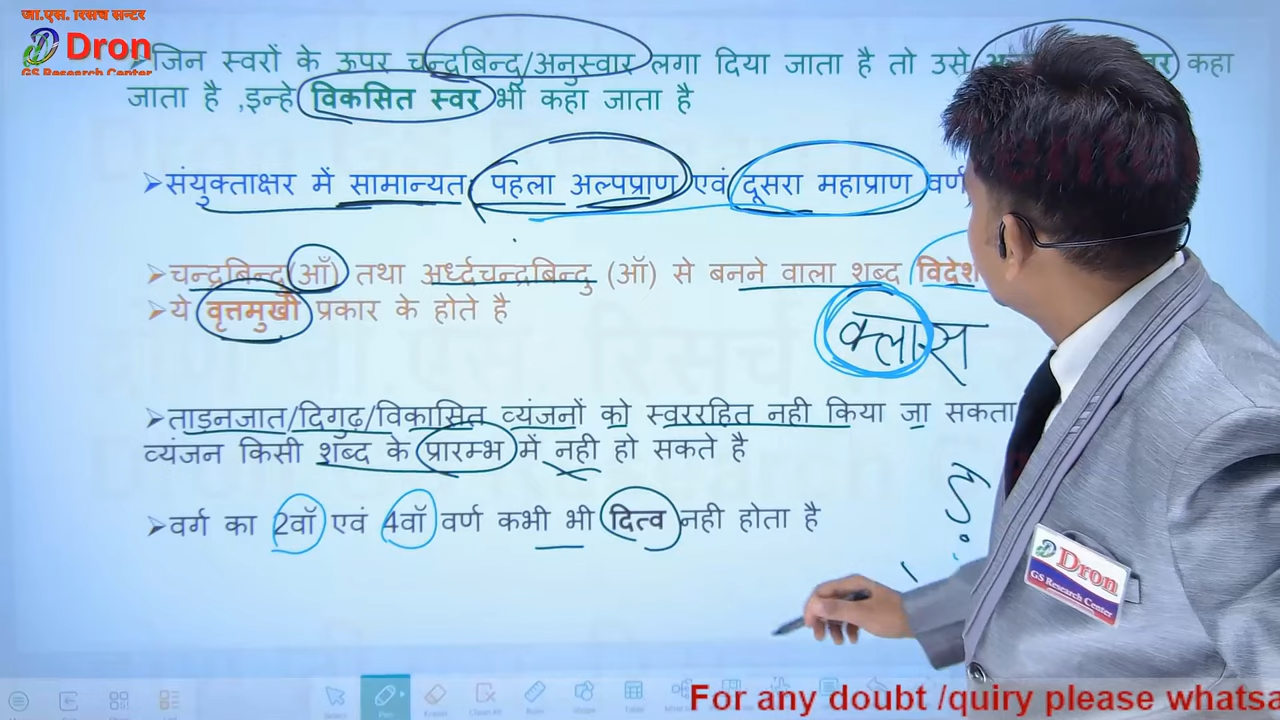 जी.एस. रिसर्च सेन्टर
Dron
GS Research Center
➤जिन स्वरों के ऊपर चन्द्रबिन्दु/अनुस्वार लगा दिया जाता है तो उसे स्वर कहा
जाता है ,इन्हे विकसित स्वर भी कहा जाता है
➤संयुक्ताक्षर में सामान्यत पहला अल्पप्राण एवं दूसरा महाप्राण वर्ण
➤चन्द्रबिन्दु(आँ) तथा अर्ध्दचन्द्रबिन्दु (ऑ) से बनने वाला शब्द विदेश
➤ये वृत्तमुखी प्रकार के होते है
क्लास
➤ताडनजात/दिगुढ़/विकासित व्यंजनों को स्वररहित नही किया जा सकता
व्यंजन किसी शब्द के प्रारम्भ में नही हो सकते है
➤वर्ग का 2वॉ एवं 4वॉ वर्ण कभी भी दित्व नही होता है
Dron
GS Research Center
For any doubt /quiry please whatsa